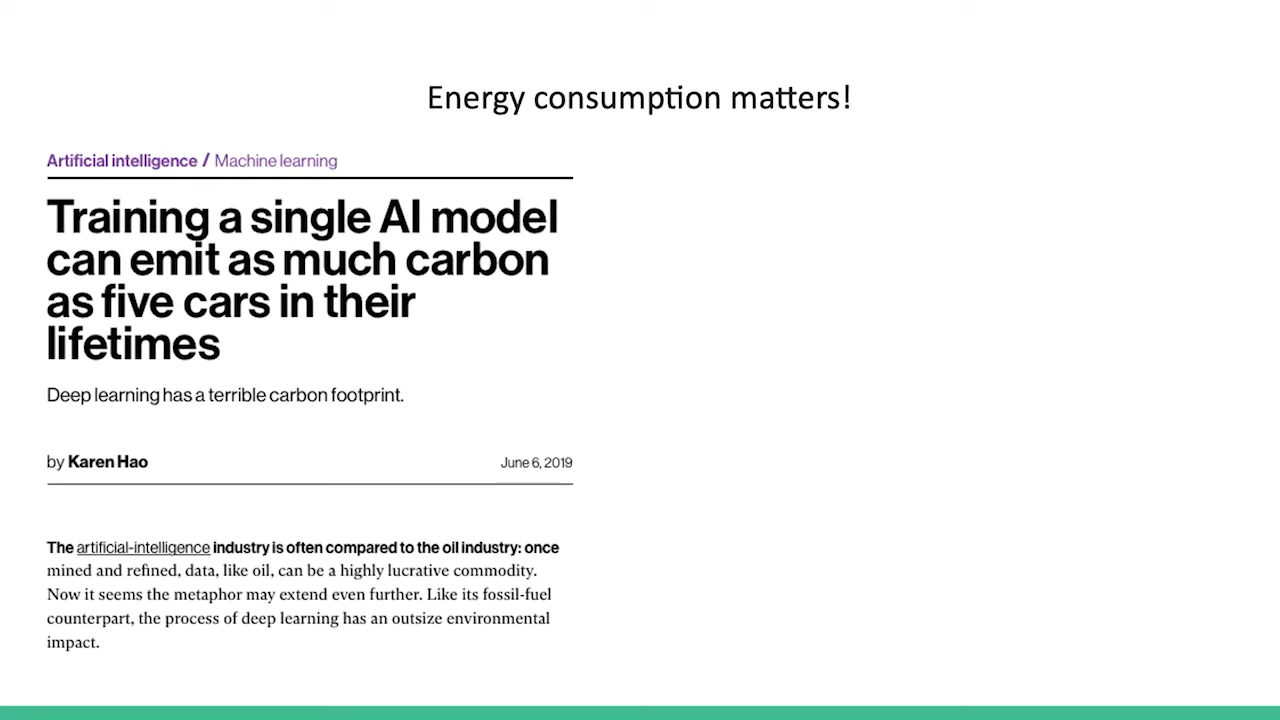 Energy consumption matters!
Artificial intelligence / Machine learning
Training a single AI model
can emit as much carbon
as five cars in their
lifetimes
Deep learning has a terrible carbon footprint.
by Karen Hao June 6, 2019
The artificial-intelligence industry is often compared to the oil industry: once
mined and refined, data, like oil, can be a highly lucrative commodity.
Now it seems the metaphor may extend even further. Like its fossil-fuel
counterpart, the process of deep learning has an outsize environmental
impact.